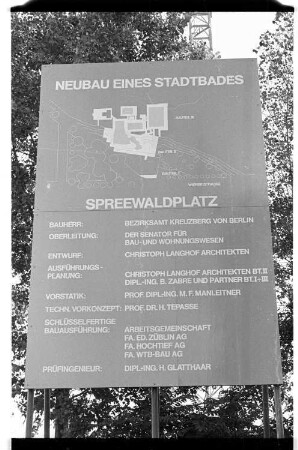 NEUBAU EINES STADTBADES
SPREEWALDPLATZ
BAUHERR: BEZIRKSAMT KREUZBERG VON BERLIN
OBERLEITUNG: DER SENATOR FÜR
BAU-UND WOHNUNGSWESEN
ENTWURF: CHRISTOPH LANGHOF ARCHITEKTEN
AUSFÜHRUNGS-
PLANUNG: CHRISTOPH LANGHOF ARCHITEKTEN BT.II
DIPL.-ING. B. ZABRE UND PARTNER BT.I-III
VORSTATIK: PROF. DIPL.-ING. M. F. MANLEITNER
TECHN. VORKONZEPT: PROF. DR. H. TEPASSE
SCHLÜSSELFERTIGE
BAUAUSFÜHRUNG: ARBEITSGEMEINSCHAFT
FA. ED. ZÜBLIN AG
FA. HOCHTIEF AG
FA. WTB-BAU AG
PRÜFINGENIEUR: DIPL.-ING. H. GLATTHAAR